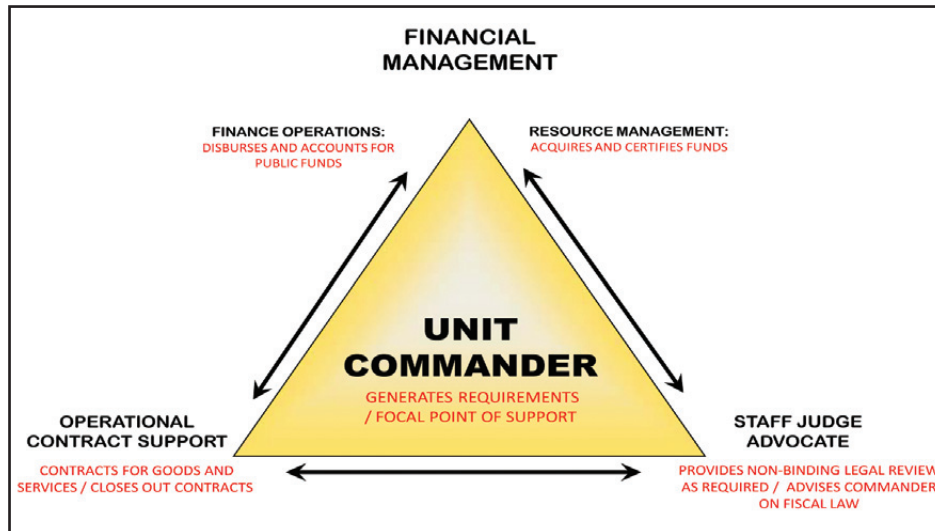 FINANCIAL
MANAGEMENT
FINANCE OPERATIONS:
DISBURSES AND ACCOUNTS FOR
PUBLIC FUNDS
RESOURCE MANAGEMENT:
ACQUIRES AND CERTIFIES FUNDS
UNIT
COMMANDER
GENERATES REQUIREMENTS
/ FOCAL POINT OF SUPPORT
OPERATIONAL
CONTRACT SUPPORT
CONTRACTS FOR GOODS AND
SERVICES / CLOSES OUT CONTRACTS
STAFF JUDGE
ADVOCATE
PROVIDES NON-BINDING LEGAL REVIEW
AS REQUIRED / ADVISES COMMANDER
ON FISCAL LAW